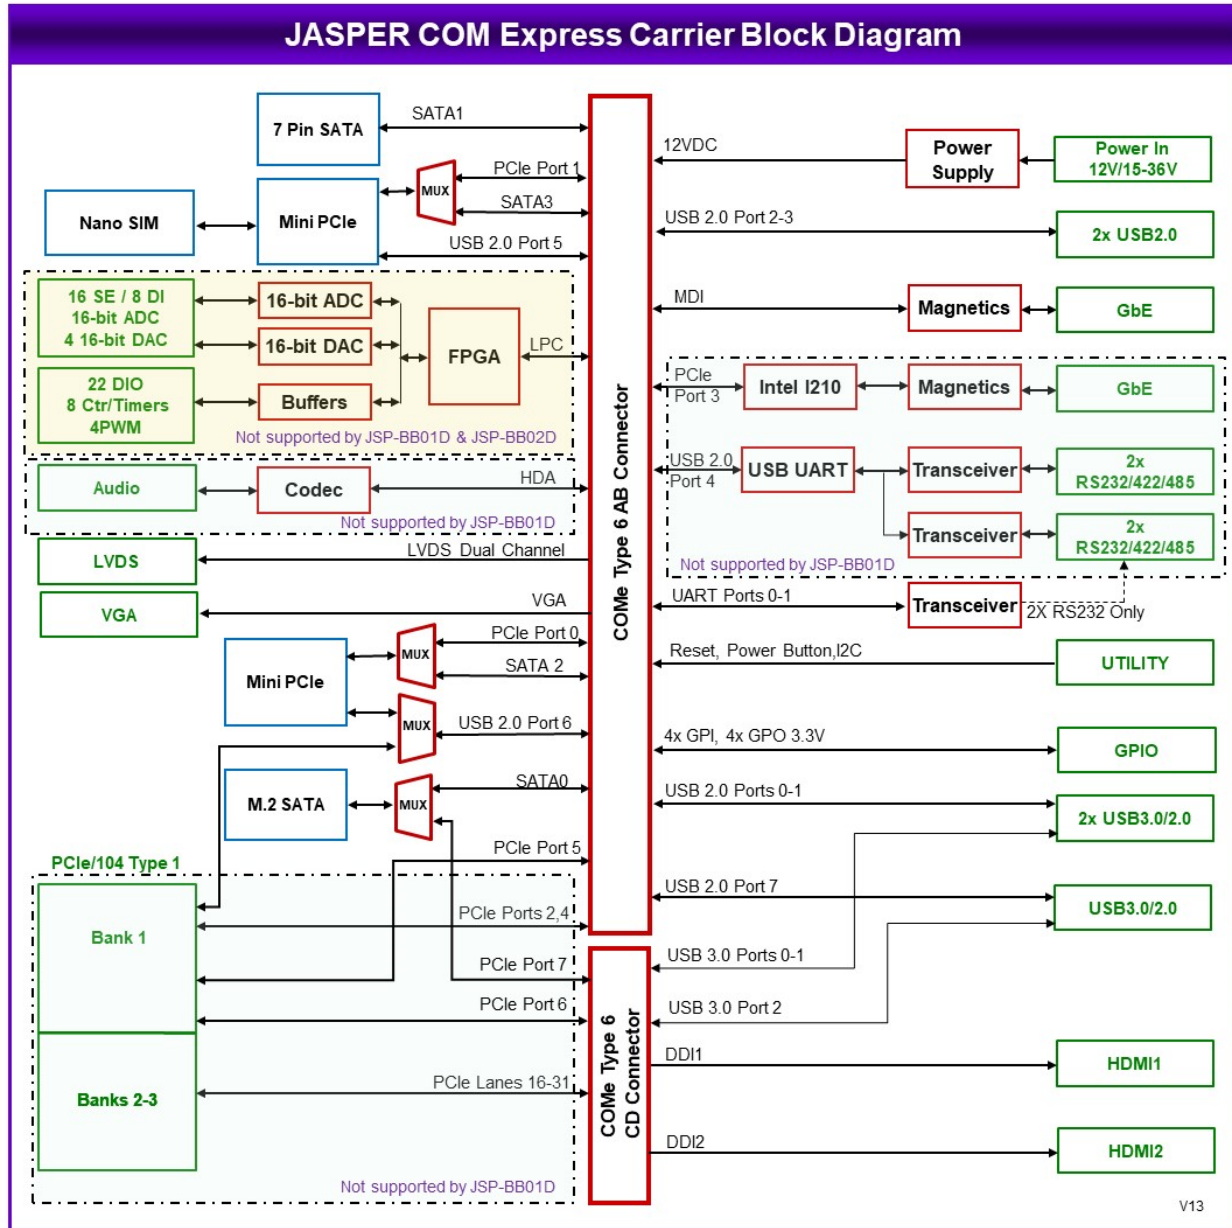 JASPER COM Express Carrier Block Diagram
7 Pin SATA
SATA1
MUX
PCIe Port 1
SATA3
Nano SIM
Mini PCIe
USB 2.0 Port 5
16 SE / 8 DI
16-bit ADC
4 16-bit DAC
16-bit ADC
16-bit DAC
FPGA
LPC
22 DIO
8 Ctr/Timers
4PWM
Buffers
Not supported by JSP-BB01D & JSP-BB02D
Audio
Codec
HDA
Not supported by JSP-BB01D
LVDS
LVDS Dual Channel
VGA
VGA
Mini PCIe
MUX
PCIe Port 0
SATA 2
MUX
USB 2.0 Port 6
M.2 SATA
MUX
SATA0
PCIe Port 5
PCIe/104 Type 1
Bank 1
PCIe Ports 2,4
PCIe Port 7
PCIe Port 6
Banks 2-3
PCIe Lanes 16-31
Not supported by JSP-BB01D
COMe Type 6 AB Connector
COMe Type 6
CD Connector
12VDC
Power
Supply
Power In
12V/15-36V
USB 2.0 Port 2-3
2x USB2.0
MDI
Magnetics
GbE
PCIe
Port 3
Intel I210
Magnetics
GbE
USB 2.0
Port 4
USB UART
Transceiver
2x
RS232/422/485
Transceiver
2x
RS232/422/485
Not supported by JSP-BB01D
UART Ports 0-1
Transceiver
2X RS232 Only
Reset, Power Button,I2C
UTILITY
4x GPI, 4x GPO 3.3V
GPIO
USB 2.0 Ports 0-1
2x USB3.0/2.0
USB 2.0 Port 7
USB3.0/2.0
USB 3.0 Ports 0-1
USB 3.0 Port 2
DDI1
HDMI1
DDI2
HDMI2
V13